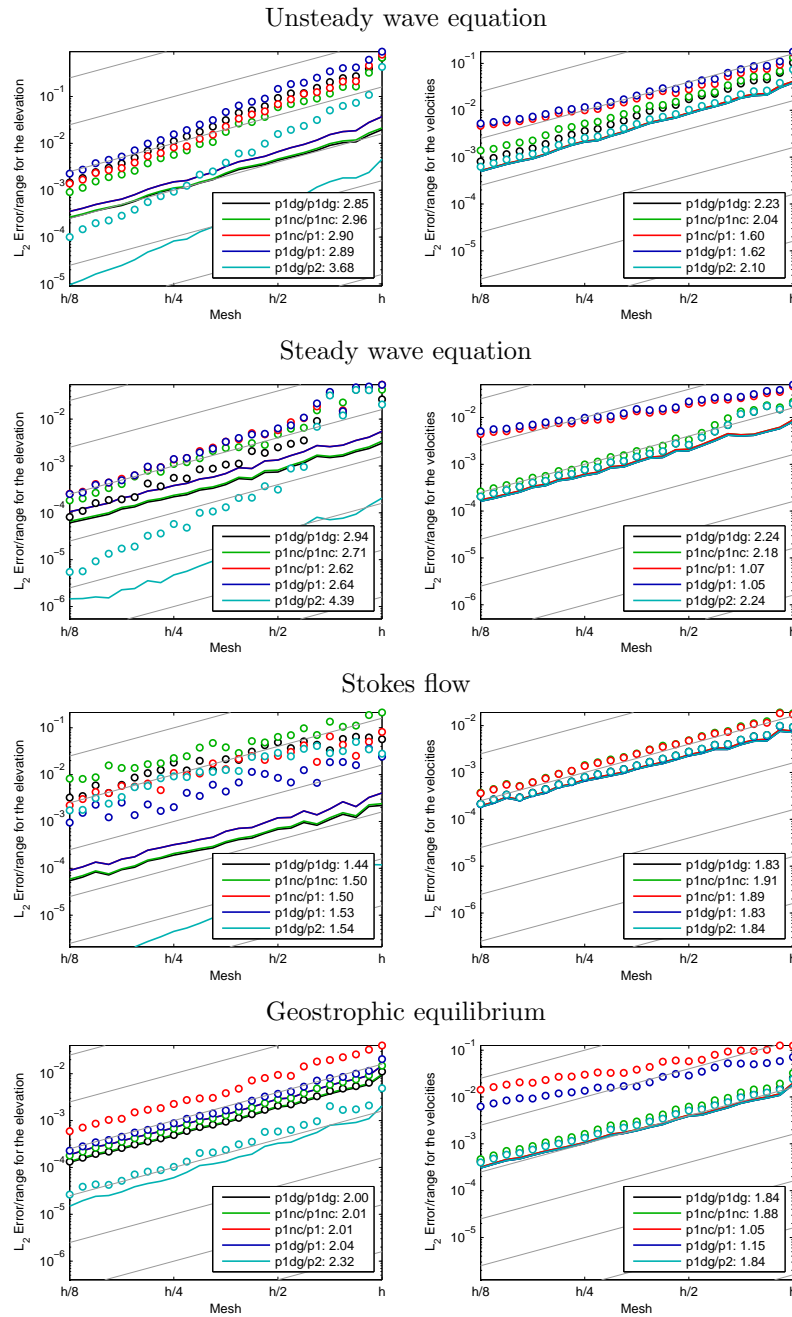 Unsteady wave equation
L2 Error/range for the elevation
10^-1
10^-2
10^-3
10^-4
10^-5
p1dg/p1dg: 2.85
p1nc/p1nc: 2.96
p1nc/p1: 2.90
p1dg/p1: 2.89
p1dg/p2: 3.68
h/8
h/4
h/2
h
Mesh
L2 Error/range for the velocities
10^-1
10^-2
10^-3
10^-4
10^-5
p1dg/p1dg: 2.23
p1nc/p1nc: 2.04
p1nc/p1: 1.60
p1dg/p1: 1.62
p1dg/p2: 2.10
h/8
h/4
h/2
h
Mesh
Steady wave equation
L2 Error/range for the elevation
10^-2
10^-3
10^-4
10^-5
10^-6
p1dg/p1dg: 2.94
p1nc/p1nc: 2.71
p1nc/p1: 2.62
p1dg/p1: 2.64
p1dg/p2: 4.39
h/8
h/4
h/2
h
Mesh
L2 Error/range for the velocities
10^-2
10^-3
10^-4
10^-5
10^-6
p1dg/p1dg: 2.24
p1nc/p1nc: 2.18
p1nc/p1: 1.07
p1dg/p1: 1.05
p1dg/p2: 2.24
h/8
h/4
h/2
h
Mesh
Stokes flow
L2 Error/range for the elevation
10^-1
10^-2
10^-3
10^-4
10^-5
p1dg/p1dg: 1.44
p1nc/p1nc: 1.50
p1nc/p1: 1.50
p1dg/p1: 1.53
p1dg/p2: 1.54
h/8
h/4
h/2
h
Mesh
L2 Error/range for the velocities
10^-2
10^-3
10^-4
10^-5
10^-6
p1dg/p1dg: 1.83
p1nc/p1nc: 1.91
p1nc/p1: 1.89
p1dg/p1: 1.83
p1dg/p2: 1.84
h/8
h/4
h/2
h
Mesh
Geostrophic equilibrium
L2 Error/range for the elevation
10^-2
10^-3
10^-4
10^-5
10^-6
p1dg/p1dg: 2.00
p1nc/p1nc: 2.01
p1nc/p1: 2.01
p1dg/p1: 2.04
p1dg/p2: 2.32
h/8
h/4
h/2
h
Mesh
L2 Error/range for the velocities
10^-1
10^-2
10^-3
10^-4
10^-5
p1dg/p1dg: 1.84
p1nc/p1nc: 1.88
p1nc/p1: 1.05
p1dg/p1: 1.15
p1dg/p2: 1.84
h/8
h/4
h/2
h
Mesh